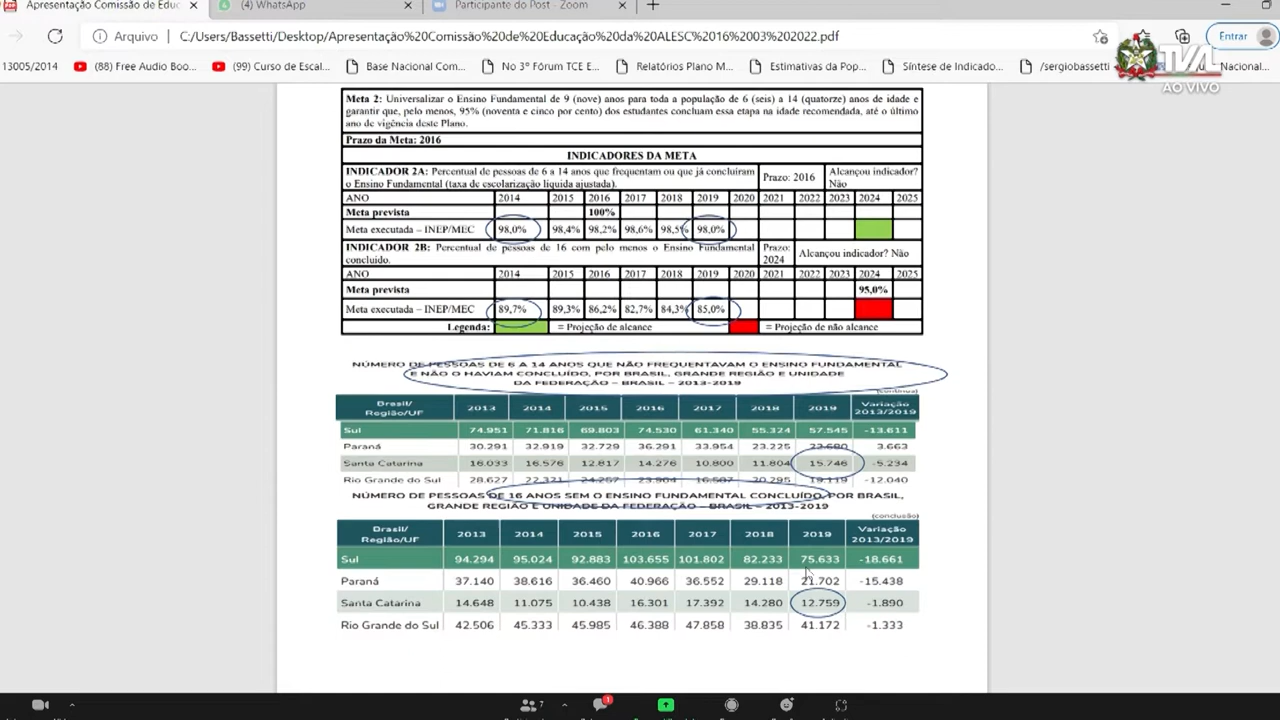 Apresentação Comissão de Educ
(4) WhatsApp
Participante do Post - Zoom
Arquivo
C:/Users/Bassetti/Desktop/Apresentação%20Comissão%20de%20Educação%20da%20ALESC%2016%2003%202022.pdf
Entrar
13005/2014
(88) Free Audio Boo...
(99) Curso de Escal...
Base Nacional Com...
No 3º Fórum TCE E...
Relatórios Plano M...
Estimativas da Pop...
Síntese de Indicado...
/sergiobassetti
Nacional...
TVAL
AO VIVO
Meta 2: Universalizar o Ensino Fundamental de 9 (nove) anos para toda a população de 6 (seis) a 14 (quatorze) anos de idade e
garantir que, pelo menos, 95% (noventa e cinco por cento) dos estudantes concluam essa etapa na idade recomendada, até o último
ano de vigência deste Plano.
Prazo da Meta: 2016
INDICADORES DA META
INDICADOR 2A: Percentual de pessoas de 6 a 14 anos que frequentam ou que já concluíram
o Ensino Fundamental (taxa de escolarização líquida ajustada).
Prazo: 2016
Alcançou indicador?
Não
ANO 2014 2015 2016 2017 2018 2019 2020 2021 2022 2023 2024 2025
Meta prevista 100%
Meta executada – INEP/MEC 98,0% 98,4% 98,2% 98,6% 98,5% 98,0%
INDICADOR 2B: Percentual de pessoas de 16 com pelo menos o Ensino Fundamental
concluído.
Prazo:
2024
Alcançou indicador? Não
ANO 2014 2015 2016 2017 2018 2019 2020 2021 2022 2023 2024 2025
Meta prevista 95,0%
Meta executada – INEP/MEC 89,7% 89,3% 86,2% 82,7% 84,3% 85,0%
Legenda: = Projeção de alcance = Projeção de não alcance
NÚMERO DE PESSOAS DE 6 A 14 ANOS QUE NÃO FREQUENTAVAM O ENSINO FUNDAMENTAL
E NÃO O HAVIAM CONCLUÍDO, POR BRASIL, GRANDE REGIÃO E UNIDADE
DA FEDERAÇÃO – BRASIL – 2013-2019
(continua)
Brasil/
Região/UF
2013 2014 2015 2016 2017 2018 2019
Variação
2013/2019
Sul 74.951 71.816 69.803 74.530 61.340 55.324 57.545 -13.611
Paraná 30.291 32.919 32.729 36.291 33.954 23.225 22.680 3.663
Santa Catarina 16.033 16.576 12.817 14.276 10.800 11.804 15.746 -5.234
Rio Grande do Sul 28.627 22.321 24.257 23.964 16.587 20.295 19.119 -12.040
NÚMERO DE PESSOAS DE 16 ANOS SEM O ENSINO FUNDAMENTAL CONCLUÍDO, POR BRASIL,
GRANDE REGIÃO E UNIDADE DA FEDERAÇÃO – BRASIL – 2013-2019
(conclusão)
Brasil/
Região/UF
2013 2014 2015 2016 2017 2018 2019
Variação
2013/2019
Sul 94.294 95.024 92.883 103.655 101.802 82.233 75.633 -18.661
Paraná 37.140 38.616 36.460 40.966 36.552 29.118 21.702 -15.438
Santa Catarina 14.648 11.075 10.438 16.301 17.392 14.280 12.759 -1.890
Rio Grande do Sul 42.506 45.333 45.985 46.388 47.858 38.835 41.172 -1.333
7
1